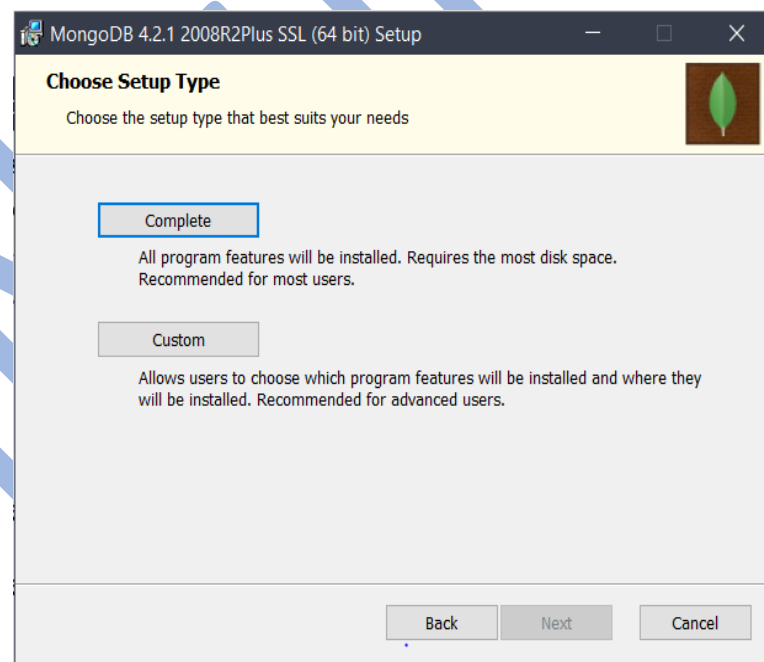 MongoDB 4.2.1 2008R2Plus SSL (64 bit) Setup
Choose Setup Type
Choose the setup type that best suits your needs
Complete
All program features will be installed. Requires the most disk space.
Recommended for most users.
Custom
Allows users to choose which program features will be installed and where they
will be installed. Recommended for advanced users.
Back Next Cancel